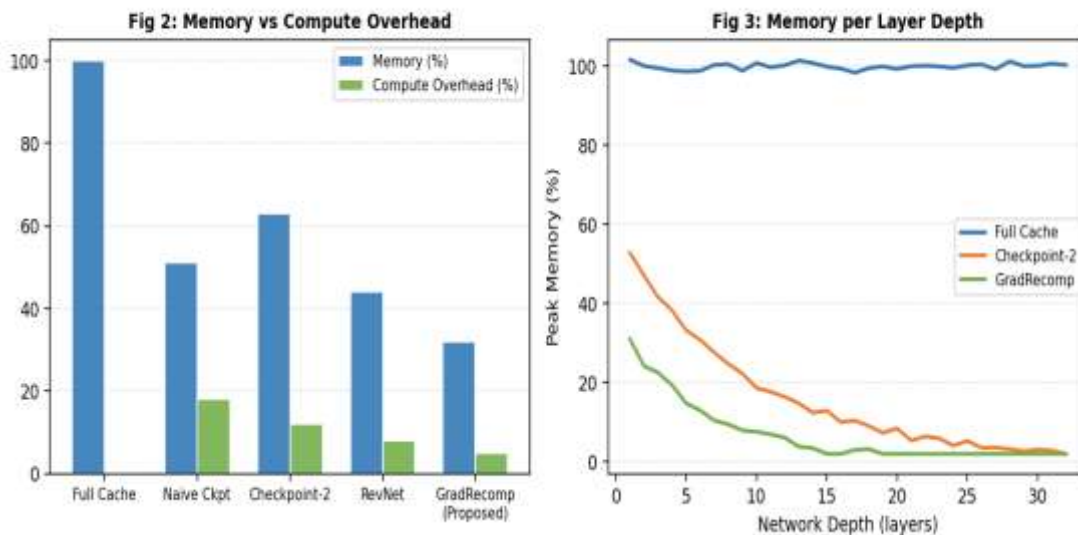 Fig 2: Memory vs Compute Overhead
100
80
60
40
20
0
Memory (%)
Compute Overhead (%)
Full Cache
Naive Ckpt
Checkpoint-2
RevNet
GradRecomp
(Proposed)
Fig 3: Memory per Layer Depth
Peak Memory (%)
100
80
60
40
20
0
Full Cache
Checkpoint-2
GradRecomp
0 5 10 15 20 25 30
Network Depth (layers)